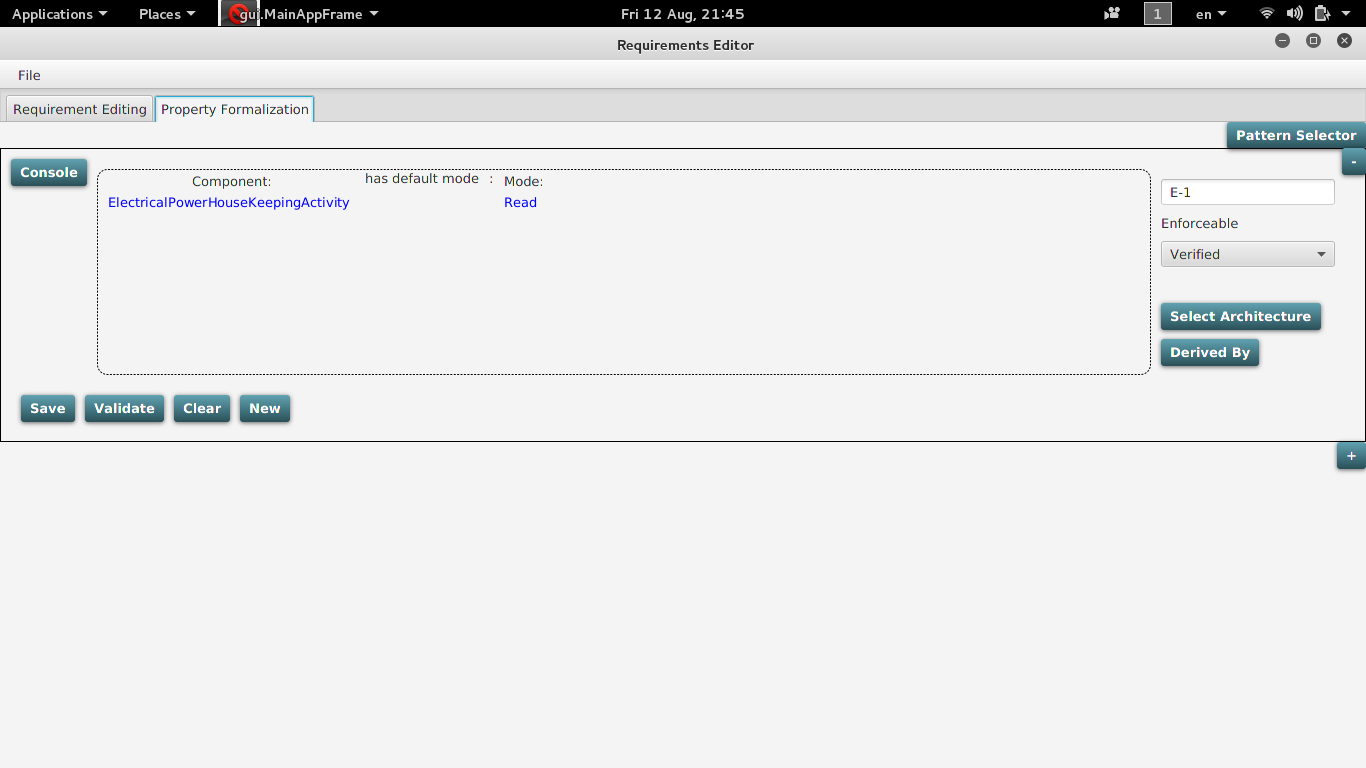 Applications Places gui.MainAppFrame Fri 12 Aug, 21:45 1 en
Requirements Editor
File
Requirement Editing Property Formalization
Pattern Selector
-
Console
Component: has default mode : Mode:
ElectricalPowerHouseKeepingActivity Read
E-1
Enforceable
Verified
Select Architecture
Derived By
Save Validate Clear New
+